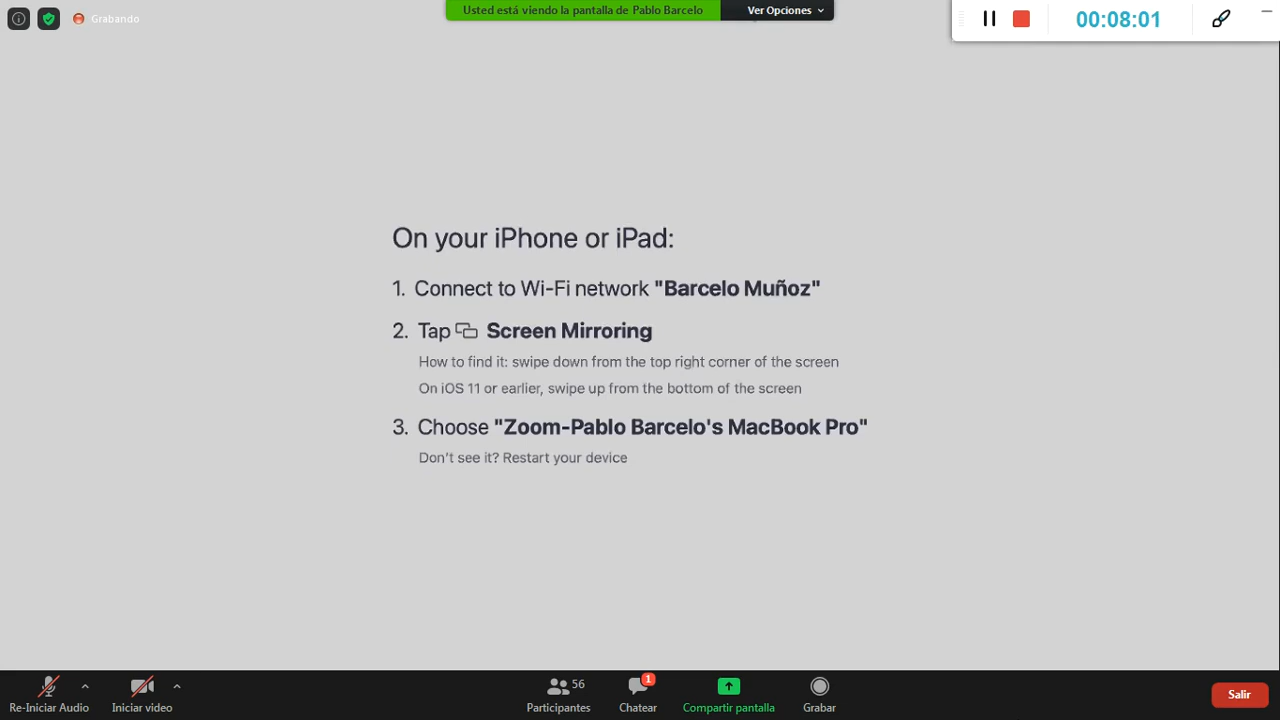 Grabando
Usted está viendo la pantalla de Pablo Barcelo
Ver Opciones
00:08:01
On your iPhone or iPad:
1. Connect to Wi-Fi network "Barcelo Muñoz"
2. Tap Screen Mirroring
How to find it: swipe down from the top right corner of the screen
On iOS 11 or earlier, swipe up from the bottom of the screen
3. Choose "Zoom-Pablo Barcelo's MacBook Pro"
Don't see it? Restart your device
Re-Iniciar Audio
Iniciar video
56
Participantes
1
Chatear
Compartir pantalla
Grabar
Salir